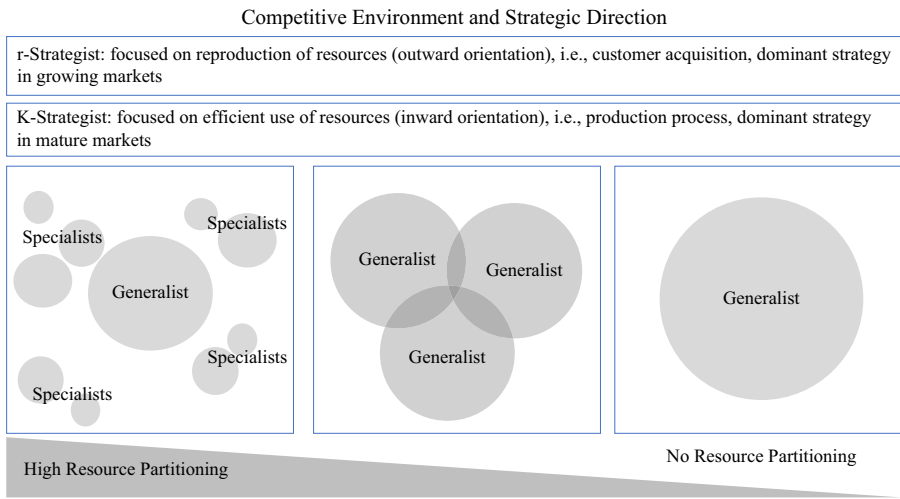 Competitive Environment and Strategic Direction
r-Strategist: focused on reproduction of resources (outward orientation), i.e., customer acquisition, dominant strategy
in growing markets
K-Strategist: focused on efficient use of resources (inward orientation), i.e., production process, dominant strategy
in mature markets
Specialists
Specialists
Generalist
Specialists
Specialists
Generalist
Generalist
Generalist
Generalist
High Resource Partitioning
No Resource Partitioning